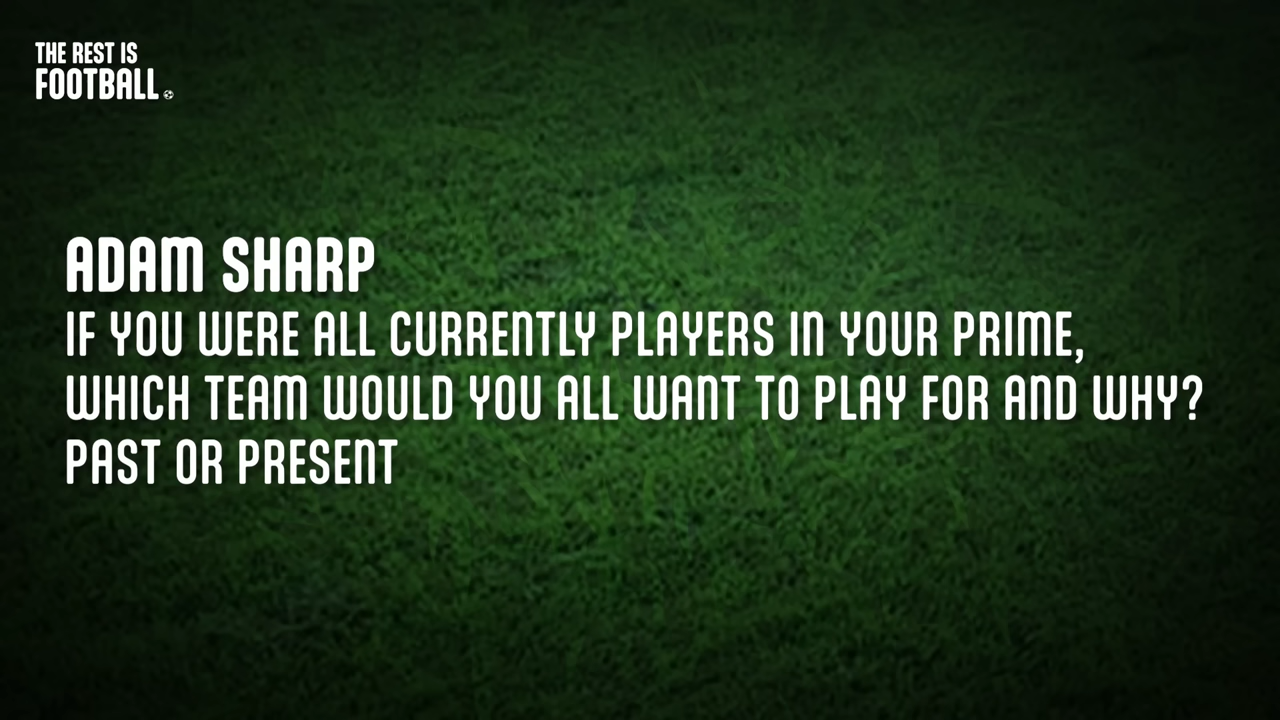 THE REST IS
FOOTBALL
ADAM SHARP
IF YOU WERE ALL CURRENTLY PLAYERS IN YOUR PRIME,
WHICH TEAM WOULD YOU ALL WANT TO PLAY FOR AND WHY?
PAST OR PRESENT